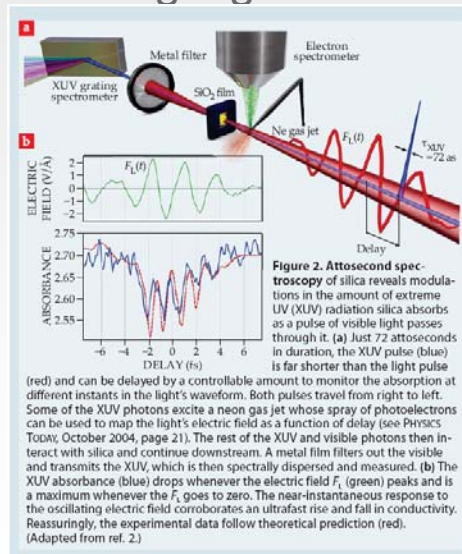 a
Metal filter
Electron
spectrometer
XUV grating
spectrometer
SiO2 film
Ne gas jet
FL(t)
τXUV
~72 as
Delay
b
ELECTRIC
FIELD (V/Å)
FL(t)
2
1
0
−1
−2
ABSORBANCE
2.75
2.70
2.65
2.60
2.55
−6 −4 −2 0 2 4 6
DELAY (fs)
Figure 2. Attosecond spec-
troscopy of silica reveals modula-
tions in the amount of extreme
UV (XUV) radiation silica absorbs
as a pulse of visible light passes
through it. (a) Just 72 attoseconds
in duration, the XUV pulse (blue)
is far shorter than the light pulse
(red) and can be delayed by a controllable amount to monitor the absorption at
different instants in the light's waveform. Both pulses travel from right to left.
Some of the XUV photons excite a neon gas jet whose spray of photoelectrons
can be used to map the light's electric field as a function of delay (see PHYSICS
TODAY, October 2004, page 21). The rest of the XUV and visible photons then in-
teract with silica and continue downstream. A metal film filters out the visible
and transmits the XUV, which is then spectrally dispersed and measured. (b) The
XUV absorbance (blue) drops whenever the electric field FL (green) peaks and is
a maximum whenever the FL goes to zero. The near-instantaneous response to
the oscillating electric field corroborates an ultrafast rise and fall in conductivity.
Reassuringly, the experimental data follow theoretical prediction (red).
(Adapted from ref. 2.)